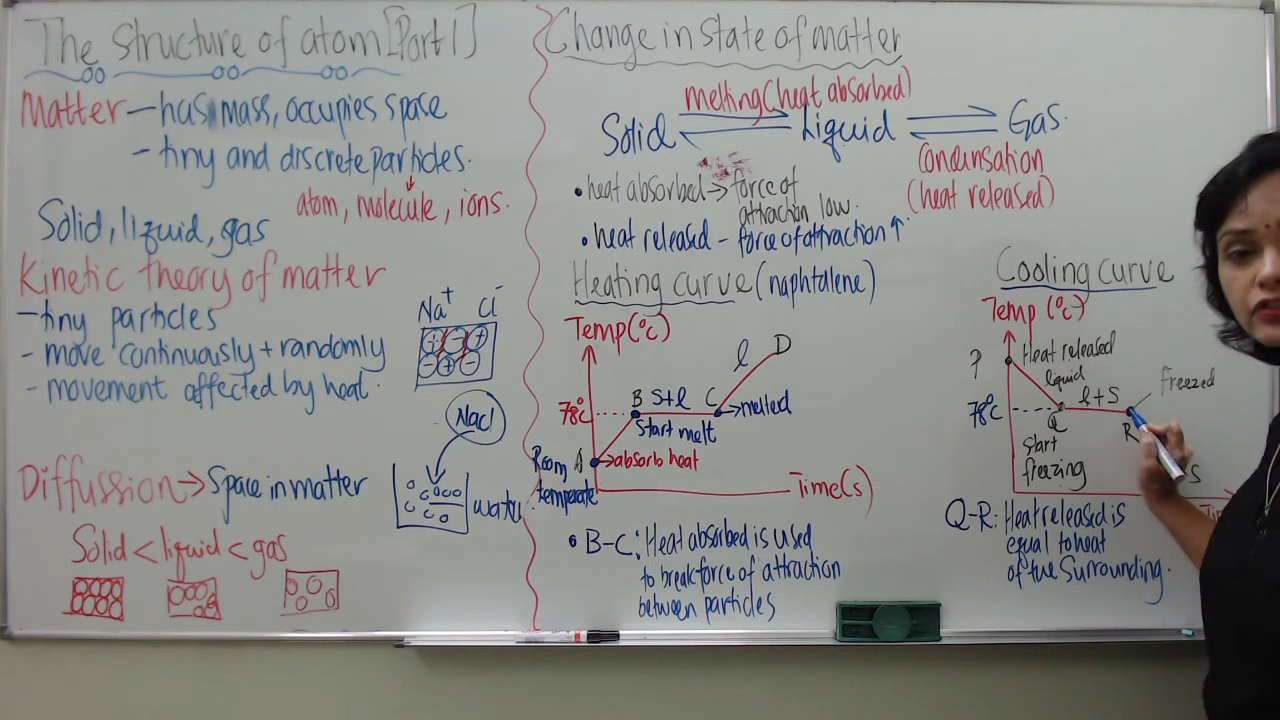 The structure of atom [Part 1]
Matter - has mass, occupies space
- tiny and discrete particles.
atom, molecule, ions.
Solid, liquid, gas
Kinetic theory of matter
- tiny particles
- move continuously + randomly
- movement affected by heat.
Na+ Cl-
+ - +
- + -
NaCl
water
Diffussion → Space in matter
Solid < liquid < gas
Change in state of matter
melting (heat absorbed)
Solid Liquid Gas.
Condensation
(heat released)
• heat absorbed → force of
attraction low.
• heat released - force of attraction ↑
Heating curve (naphtalene)
Temp(°c)
D
l
B S+l C
78°c
→ melted
Start melt
Room A → absorb heat
temperate
Time(s)
• B-C: Heat absorbed is used
to break force of attraction
between particles
Cooling curve
Temp (°c)
P Heat released
liquid
l+S
freezed
78°c
Q
R
Start
freezing
S
Q-R: Heat released is
equal to heat
of the Surrounding.